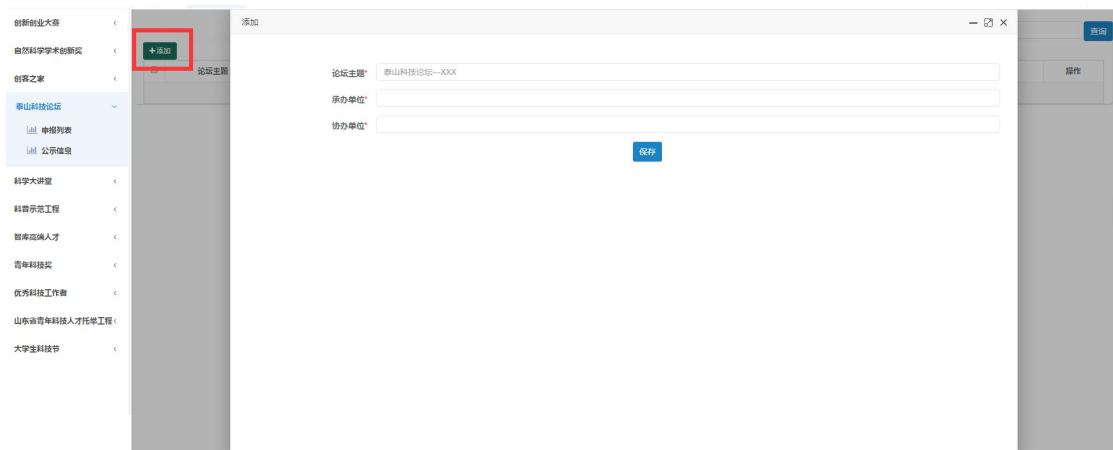 创新创业大赛
自然科学学术创新奖
创客之家
泰山科技论坛
申报列表
公示信息
科学大讲堂
科普示范工程
智库高端人才
青年科技奖
优秀科技工作者
山东省青年科技人才托举工程
大学生科技节
+添加
论坛主题
查询
操作
添加
论坛主题*
泰山科技论坛—XXX
承办单位*
协办单位*
保存